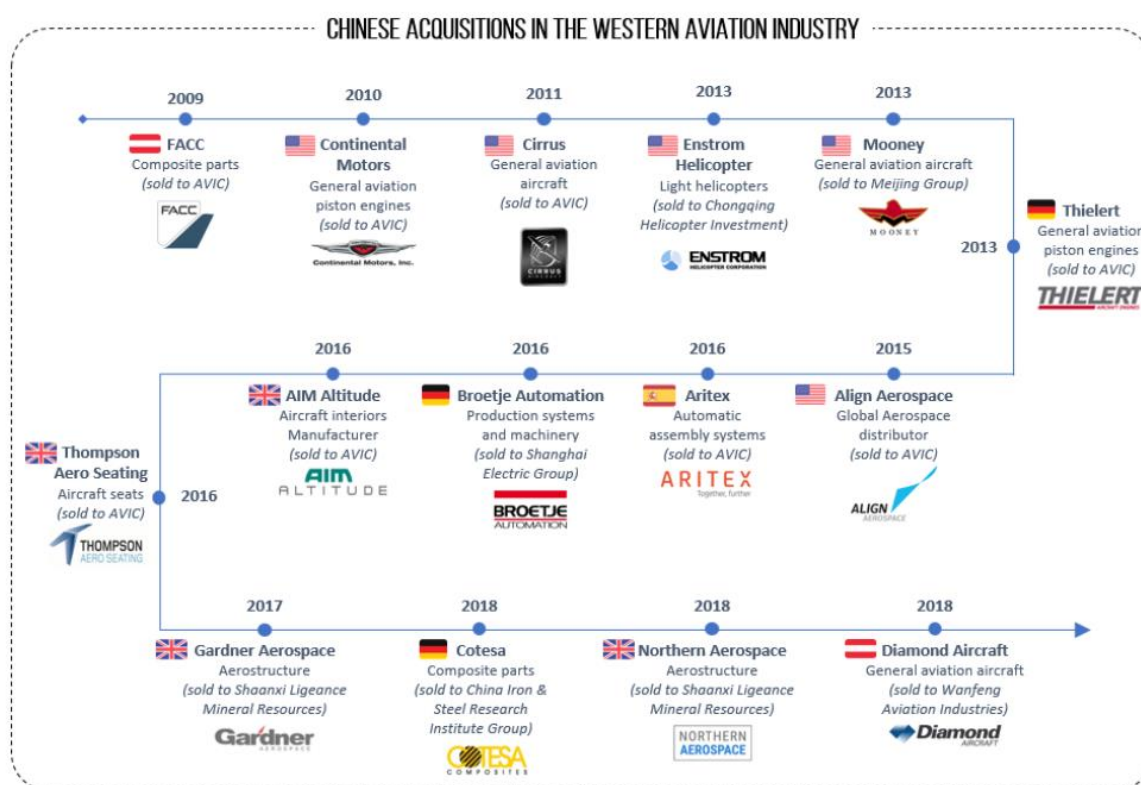 CHINESE ACQUISITIONS IN THE WESTERN AVIATION INDUSTRY
2009
FACC
Composite parts
(sold to AVIC)
FACC
2010
Continental
Motors
General aviation
piston engines
(sold to AVIC)
Continental Motors, Inc.
2011
Cirrus
General aviation
aircraft
(sold to AVIC)
CIRRUS
AIRCRAFT
2013
Enstrom
Helicopter
Light helicopters
(sold to Chongqing
Helicopter Investment)
ENSTROM
HELICOPTER CORPORATION
2013
Mooney
General aviation aircraft
(sold to Meijing Group)
MOONEY
2013
Thielert
General aviation
piston engines
(sold to AVIC)
THIELERT
AIRCRAFT ENGINES
2015
Align Aerospace
Global Aerospace
distributor
(sold to AVIC)
ALIGN
AEROSPACE
2016
Aritex
Automatic
assembly systems
(sold to AVIC)
ARITEX
Together, further
2016
Broetje Automation
Production systems
and machinery
(sold to Shanghai
Electric Group)
BROETJE
AUTOMATION
2016
AIM Altitude
Aircraft interiors
Manufacturer
(sold to AVIC)
AIM
ALTITUDE
2016
Thompson
Aero Seating
Aircraft seats
(sold to AVIC)
THOMPSON
AERO SEATING
2017
Gardner Aerospace
Aerostructure
(sold to Shaanxi Ligeance
Mineral Resources)
Gardner
AEROSPACE
2018
Cotesa
Composite parts
(sold to China Iron &
Steel Research
Institute Group)
COTESA
COMPOSITES
2018
Northern Aerospace
Aerostructure
(sold to Shaanxi Ligeance
Mineral Resources)
NORTHERN
AEROSPACE
2018
Diamond Aircraft
General aviation aircraft
(sold to Wanfeng
Aviation Industries)
Diamond
AIRCRAFT